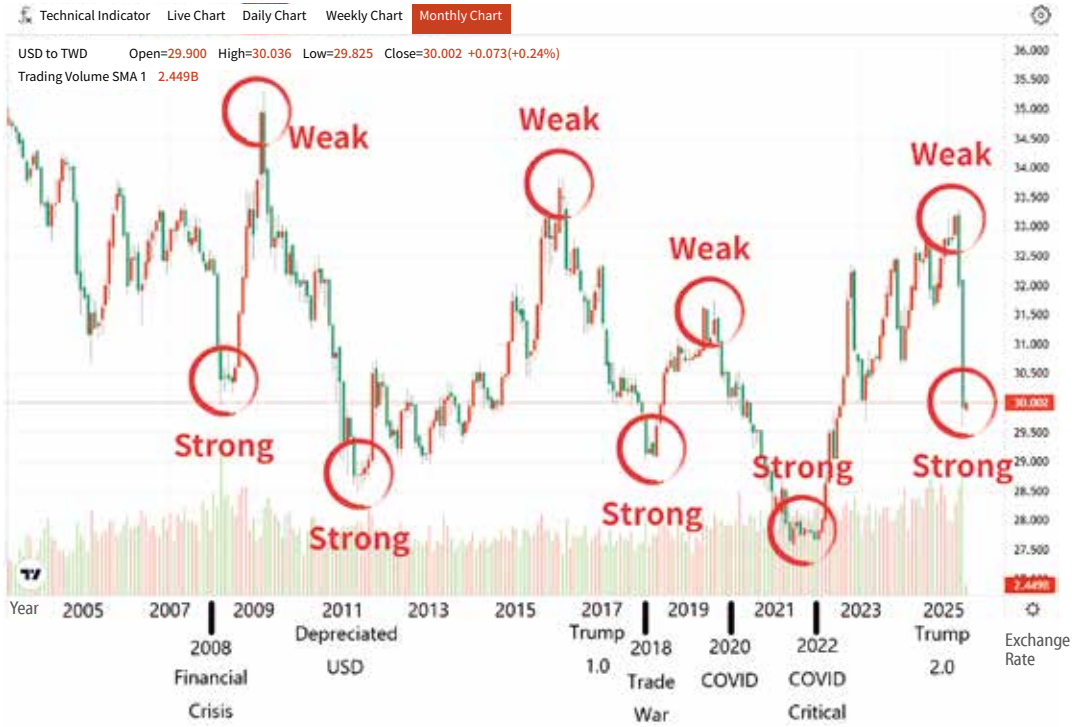 Technical Indicator Live Chart Daily Chart Weekly Chart Monthly Chart
USD to TWD Open=29.900 High=30.036 Low=29.825 Close=30.002 +0.073(+0.24%)
Trading Volume SMA 1 2.449B
36.000
35.500
35.000
34.500
34.000
33.500
33.000
32.500
32.000
31.500
31.000
30.500
30.002
29.500
29.000
28.500
28.000
27.500
2.449B
Weak
Weak
Weak
Weak
Strong
Strong
Strong
Strong
Strong
Year 2005 2007 2009 2011 2013 2015 2017 2019 2021 2023 2025
2008
Financial
Crisis
Depreciated
USD
Trump
1.0
2018
Trade
War
2020
COVID
2022
COVID
Critical
Trump
2.0
Exchange
Rate